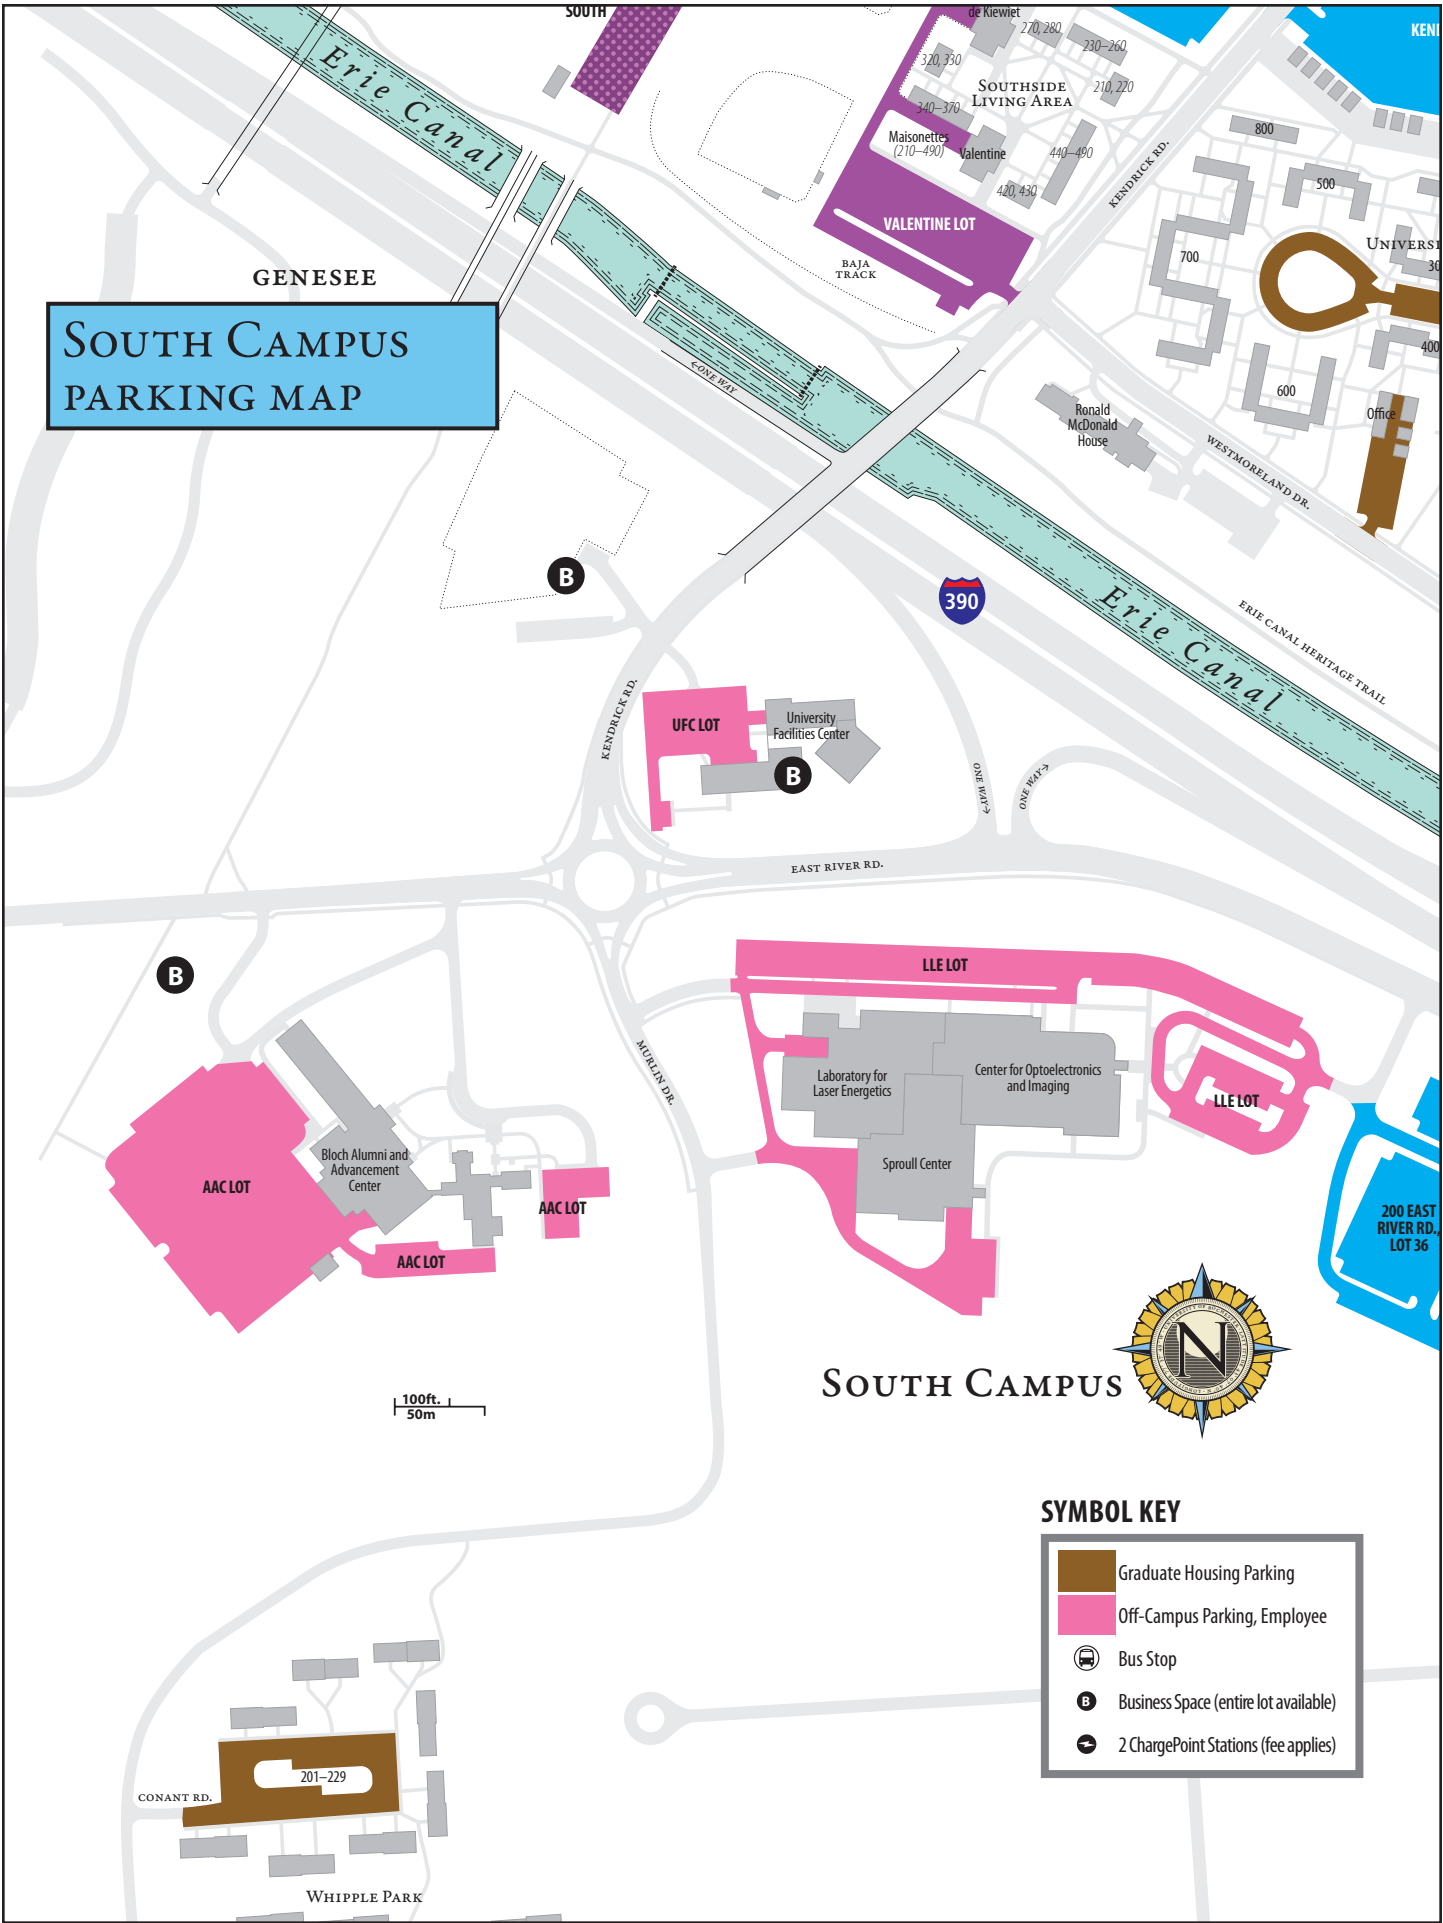 SOUTH
de Kiewiet
270, 280
230–260
KEN
320, 330
SOUTHSIDE
LIVING AREA
210, 220
340–370
Maisonettes
(210–490)
Valentine
440–490
420, 430
800
500
KENDRICK RD.
Erie Canal
VALENTINE LOT
UNIVERSI
30
700
BAJA
TRACK
GENESEE
SOUTH CAMPUS
PARKING MAP
←ONE WAY
400
600
Office
Ronald
McDonald
House
WESTMORELAND DR.
B
390
Erie Canal
ERIE CANAL HERITAGE TRAIL
KENDRICK RD.
UFC LOT
University
Facilities Center
B
ONE WAY→
ONE WAY→
EAST RIVER RD.
B
LLE LOT
MURLIN DR.
Laboratory for
Laser Energetics
Center for Optoelectronics
and Imaging
LLE LOT
Sproull Center
Bloch Alumni and
Advancement
Center
AAC LOT
AAC LOT
AAC LOT
200 EAST
RIVER RD.,
LOT 36
N
SOUTH CAMPUS
100ft.
50m
SYMBOL KEY
Graduate Housing Parking
Off-Campus Parking, Employee
Bus Stop
B Business Space (entire lot available)
2 ChargePoint Stations (fee applies)
201–229
CONANT RD.
WHIPPLE PARK